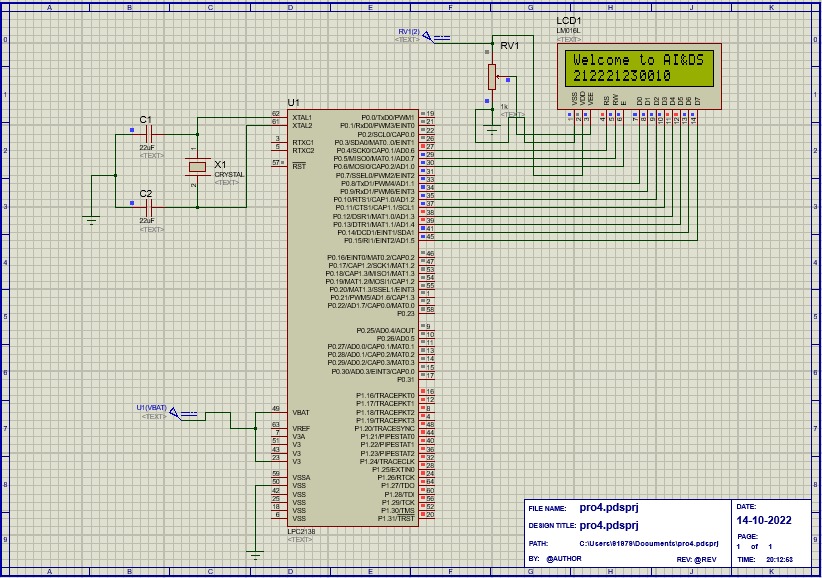 A B C D E F G H J K
LCD1
LM016L
<TEXT>
Welcome to AI&DS
212221230010
VSS VDD VEE RS RW E D0 D1 D2 D3 D4 D5 D6 D7
1 2 3 4 5 6 7 8 9 10 11 12 13 14
RV1(2)
<TEXT>
RV1
1k
<TEXT>
C1
22uF
<TEXT>
C2
22uF
<TEXT>
X1
CRYSTAL
<TEXT>
1
2
U1
62 XTAL1
61 XTAL2
3 RTXC1
5 RTXC2
57 RST
49 VBAT
63 VREF
7 V3A
51 V3
43 V3
23 V3
59 VSSA
50 VSS
42 VSS
25 VSS
18 VSS
6 VSS
P0.0/TxD0/PWM1 19
P0.1/RxD0/PWM3/EINT0 21
P0.2/SCL0/CAP0.0 22
P0.3/SDA0/MAT0.0/EINT1 26
P0.4/SCK0/CAP0.1/AD0.6 27
P0.5/MISO0/MAT0.1/AD0.7 29
P0.6/MOSI0/CAP0.2/AD1.0 30
P0.7/SSEL0/PWM2/EINT2 31
P0.8/TxD1/PWM4/AD1.1 33
P0.9/RxD1/PWM6/EINT3 34
P0.10/RTS1/CAP1.0/AD1.2 35
P0.11/CTS1/CAP1.1/SCL1 37
P0.12/DSR1/MAT1.0/AD1.3 38
P0.13/DTR1/MAT1.1/AD1.4 39
P0.14/DCD1/EINT1/SDA1 41
P0.15/RI1/EINT2/AD1.5 45
P0.16/EINT0/MAT0.2/CAP0.2 46
P0.17/CAP1.2/SCK1/MAT1.2 47
P0.18/CAP1.3/MISO1/MAT1.3 53
P0.19/MAT1.2/MOSI1/CAP1.2 54
P0.20/MAT1.3/SSEL1/EINT3 55
P0.21/PWM5/AD1.6/CAP1.3 1
P0.22/AD1.7/CAP0.0/MAT0.0 2
P0.23 58
P0.25/AD0.4/AOUT 9
P0.26/AD0.5 10
P0.27/AD0.0/CAP0.1/MAT0.1 11
P0.28/AD0.1/CAP0.2/MAT0.2 13
P0.29/AD0.2/CAP0.3/MAT0.3 14
P0.30/AD0.3/EINT3/CAP0.0 15
P0.31 17
P1.16/TRACEPKT0 16
P1.17/TRACEPKT1 12
P1.18/TRACEPKT2 8
P1.19/TRACEPKT3 4
P1.20/TRACESYNC 48
P1.21/PIPESTAT0 44
P1.22/PIPESTAT1 40
P1.23/PIPESTAT2 36
P1.24/TRACECLK 32
P1.25/EXTIN0 28
P1.26/RTCK 24
P1.27/TDO 64
P1.28/TDI 60
P1.29/TCK 56
P1.30/TMS 52
P1.31/TRST 20
LPC2138
<TEXT>
U1(VBAT)
<TEXT>
FILE NAME: pro4.pdsprj
DESIGN TITLE: pro4.pdsprj
PATH: C:\Users\91979\Documents\pro4.pdsprj
BY: @AUTHOR REV: @REV
DATE:
14-10-2022
PAGE:
1 of 1
TIME: 20:12:53
A B C D E F G H J K